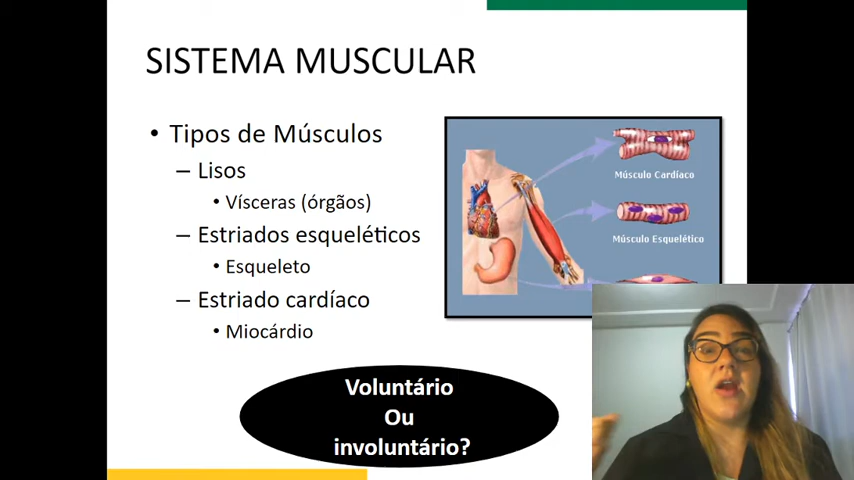 SISTEMA MUSCULAR
• Tipos de Músculos
– Lisos
• Vísceras (órgãos)
– Estriados esqueléticos
• Esqueleto
– Estriado cardíaco
• Miocárdio
Músculo Cardíaco
Músculo Esquelético
Voluntário
Ou
involuntário?